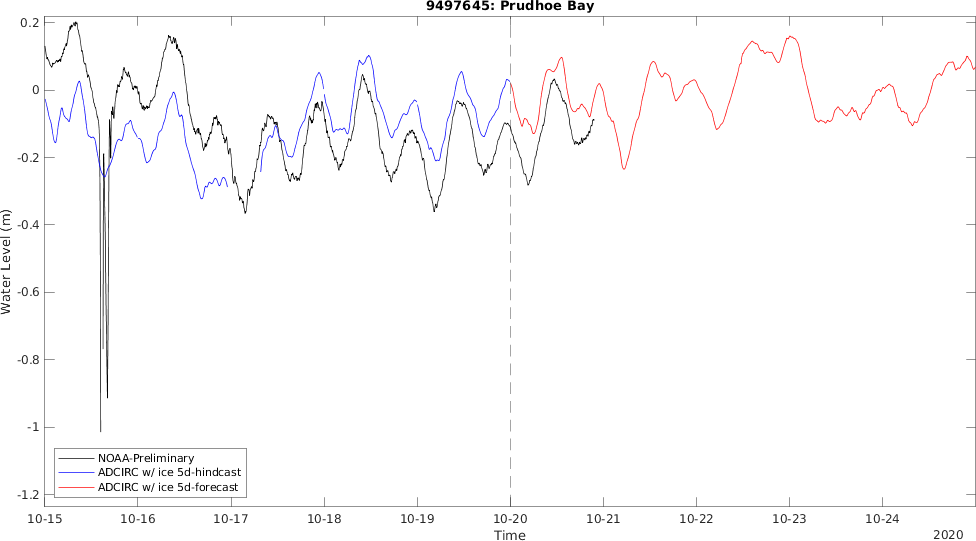 9497645: Prudhoe Bay
0.2
0
-0.2
-0.4
-0.6
-0.8
-1
-1.2
Water Level (m)
NOAA-Preliminary
ADCIRC w/ ice 5d-hindcast
ADCIRC w/ ice 5d-forecast
10-15 10-16 10-17 10-18 10-19 10-20 10-21 10-22 10-23 10-24
Time
2020